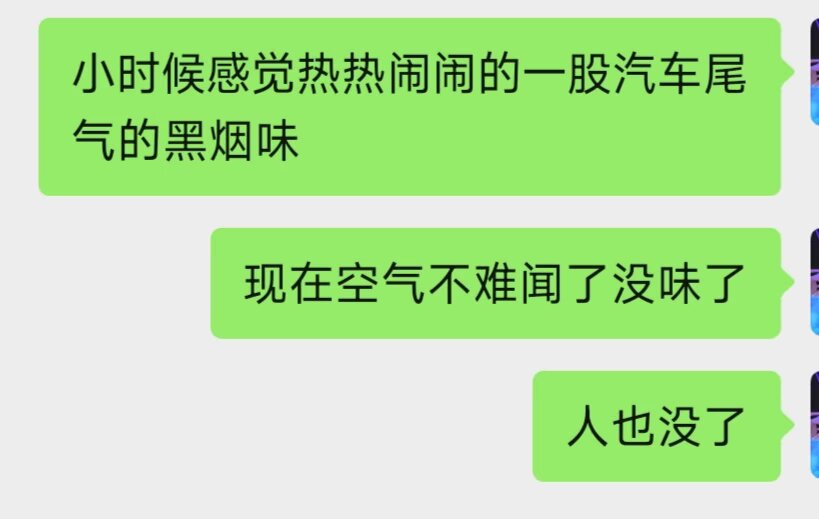 小时候感觉热热闹闹的一股汽车尾
气的黑烟味
现在空气不难闻了没味了
人也没了